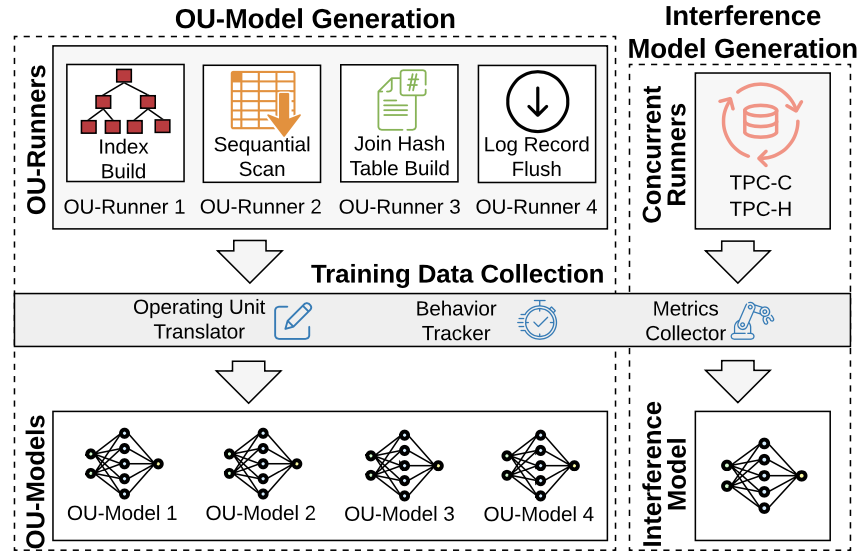 OU-Model Generation
Interference
Model Generation
OU-Runners
Index
Build
Sequantial
Scan
#
Join Hash
Table Build
Log Record
Flush
OU-Runner 1
OU-Runner 2
OU-Runner 3
OU-Runner 4
Concurrent
Runners
TPC-C
TPC-H
Training Data Collection
Operating Unit
Translator
Behavior
Tracker
Metrics
Collector
OU-Models
OU-Model 1
OU-Model 2
OU-Model 3
OU-Model 4
Interference
Model